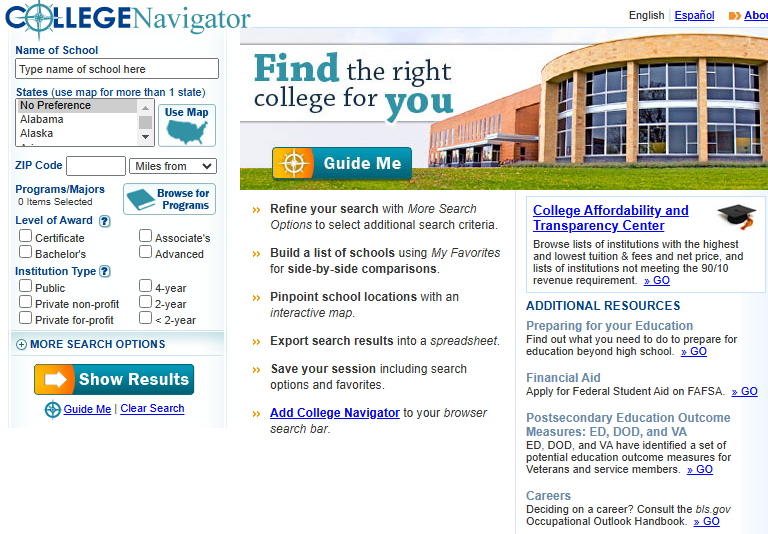 COLLEGE Navigator
English | Español
Name of School
Type name of school here
States (use map for more than 1 state)
No Preference
Alabama
Alaska
Use Map
ZIP Code
Miles from
Programs/Majors
0 Items Selected
Browse for
Programs
Level of Award ?
Certificate
Associate's
Bachelor's
Advanced
Institution Type ?
Public
4-year
Private non-profit
2-year
Private for-profit
< 2-year
MORE SEARCH OPTIONS
Show Results
Guide Me | Clear Search
Find the right
college for you
Guide Me
Refine your search with More Search
Options to select additional search criteria.
Build a list of schools using My Favorites
for side-by-side comparisons.
Pinpoint school locations with an
interactive map.
Export search results into a spreadsheet.
Save your session including search
options and favorites.
Add College Navigator to your browser
search bar.
College Affordability and
Transparency Center
Browse lists of institutions with the highest
and lowest tuition & fees and net price, and
lists of institutions not meeting the 90/10
revenue requirement. » GO
ADDITIONAL RESOURCES
Preparing for your Education
Find out what you need to do to prepare for
education beyond high school. » GO
Financial Aid
Apply for Federal Student Aid on FAFSA. » GO
Postsecondary Education Outcome
Measures: ED, DOD, and VA
ED, DOD, and VA have identified a set of
potential education outcome measures for
Veterans and service members. » GO
Careers
Deciding on a career? Consult the bls.gov
Occupational Outlook Handbook. » GO